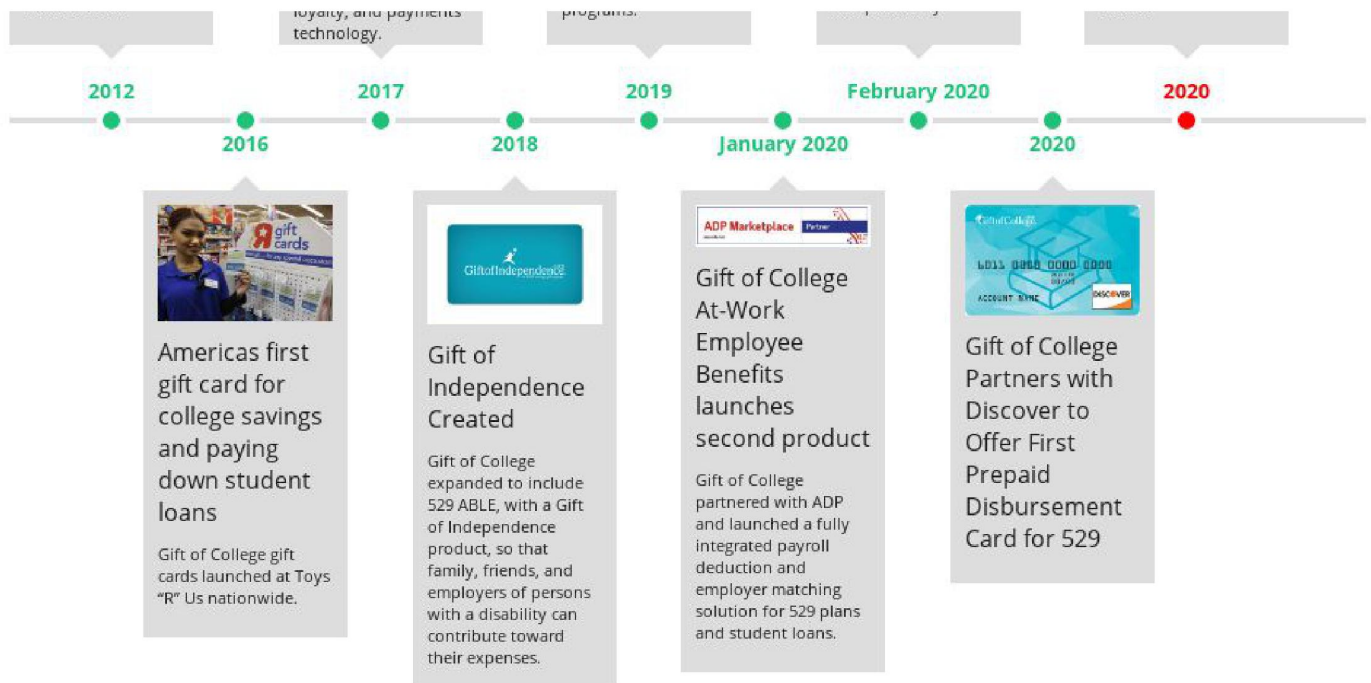 loyalty, and payments
programs.
technology.
2012
2017
2019
February 2020
2020
2016
2018
January 2020
2020
gift
cards
Americas first
gift card for
college savings
and paying
down student
loans
Gift of College gift
cards launched at Toys
“R” Us nationwide.
GiftofIndependence
Gift of
Independence
Created
Gift of College
expanded to include
529 ABLE, with a Gift
of Independence
product, so that
family, friends, and
employers of persons
with a disability can
contribute toward
their expenses.
ADP Marketplace
Partner
Gift of College
At-Work
Employee
Benefits
launches
second product
Gift of College
partnered with ADP
and launched a fully
integrated payroll
deduction and
employer matching
solution for 529 plans
and student loans.
GiftofCollege
6011 0000 0000 0000
ACCOUNT NAME
DISCOVER
Gift of College
Partners with
Discover to
Offer First
Prepaid
Disbursement
Card for 529